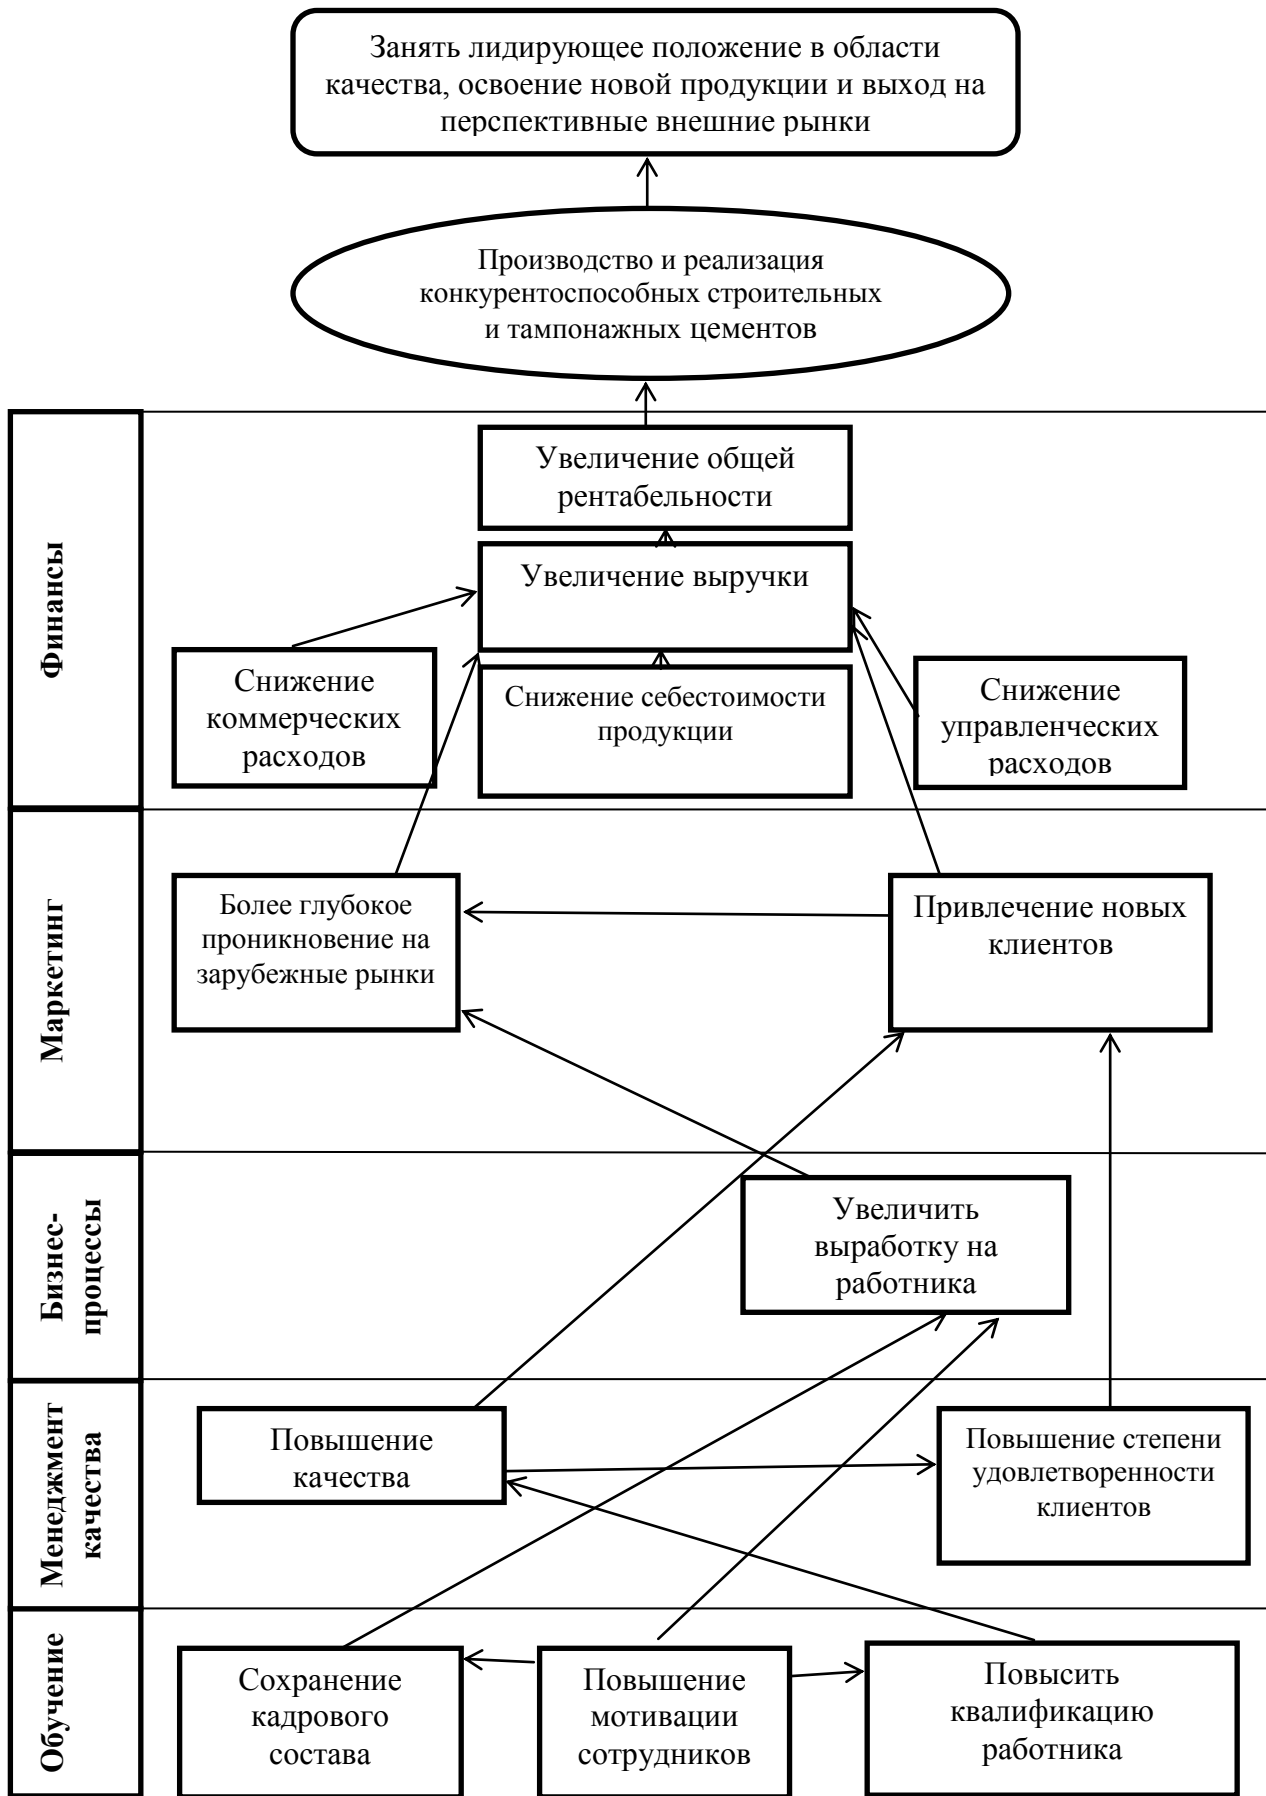 Занять лидирующее положение в области
качества, освоение новой продукции и выход на
перспективные внешние рынки
Производство и реализация
конкурентоспособных строительных
и тампонажных цементов
Финансы
Увеличение общей
рентабельности
Увеличение выручки
Снижение
коммерческих
расходов
Снижение себестоимости
продукции
Снижение
управленческих
расходов
Маркетинг
Более глубокое
проникновение на
зарубежные рынки
Привлечение новых
клиентов
Бизнес-
процессы
Увеличить
выработку на
работника
Менеджмент
качества
Повышение
качества
Повышение степени
удовлетворенности
клиентов
Обучение
Сохранение
кадрового
состава
Повышение
мотивации
сотрудников
Повысить
квалификацию
работника